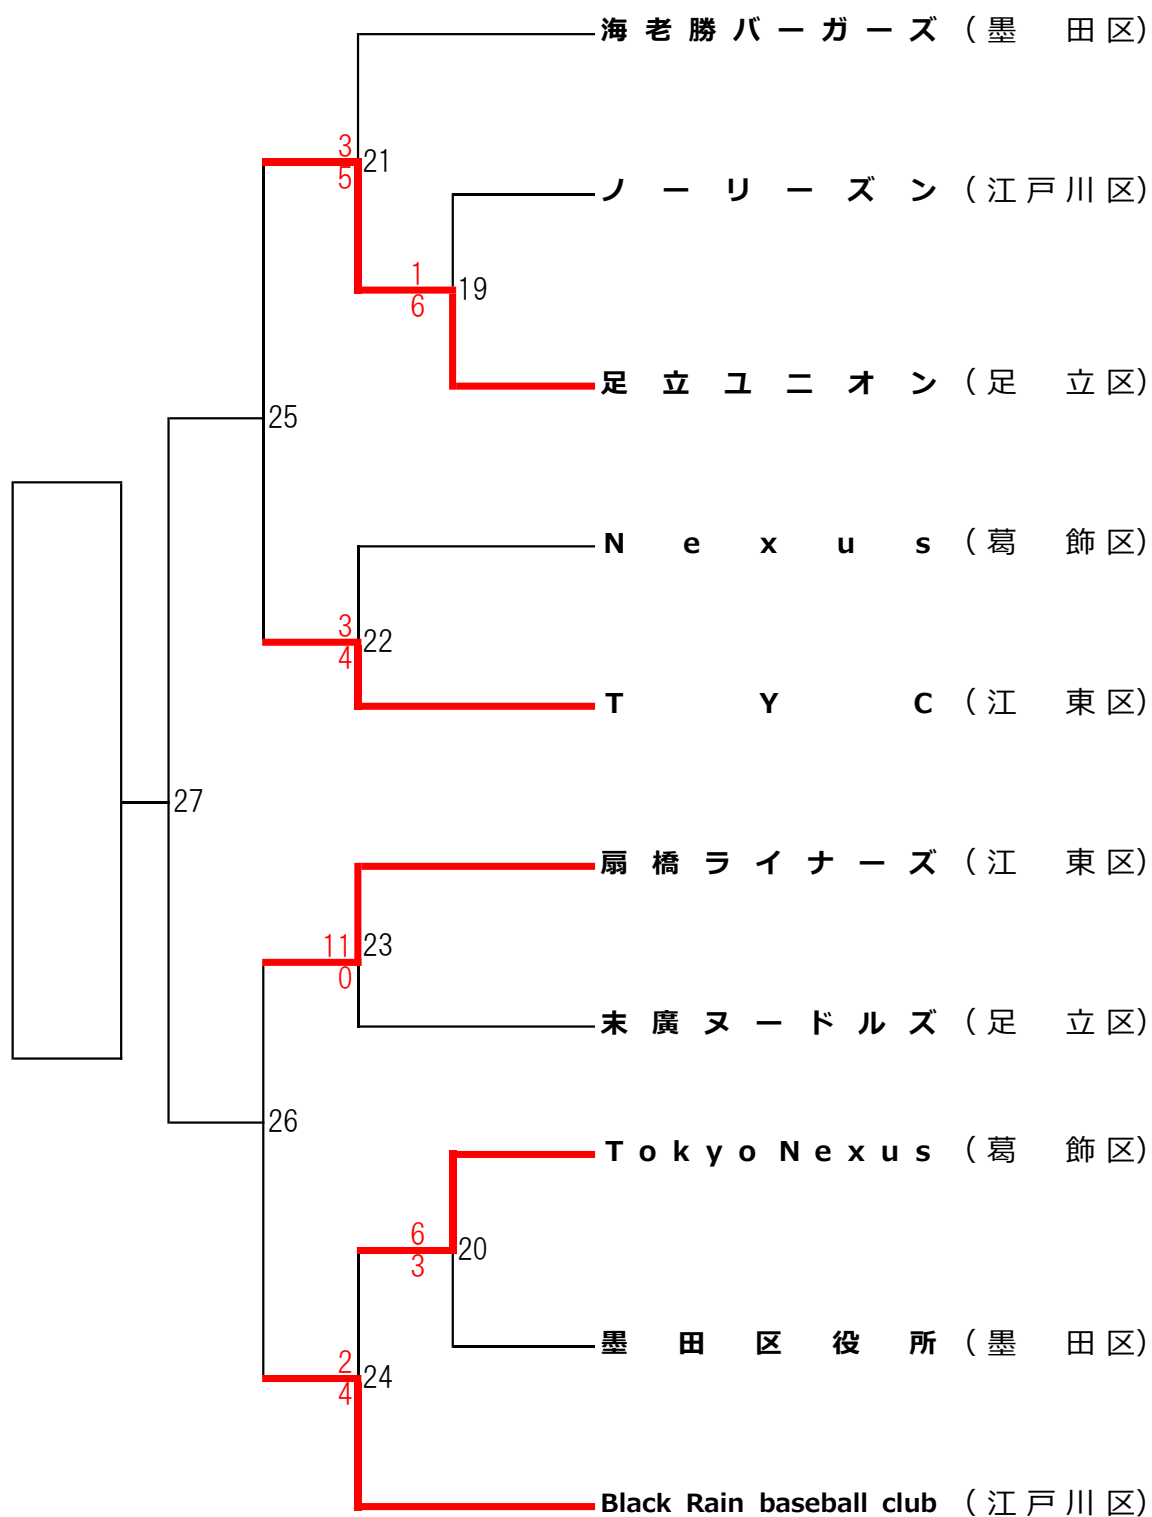 海老勝バーガーズ (墨田区)
3
21
5
ノーリーズン (江戸川区)
1
19
6
足立ユニオン (足立区)
25
Nexus (葛飾区)
3
22
4
TYC (江東区)
27
扇橋ライナーズ (江東区)
11
23
0
末廣ヌードルズ (足立区)
26
Tokyo Nexus (葛飾区)
6
20
3
墨田区役所 (墨田区)
2
24
4
Black Rain baseball club (江戸川区)